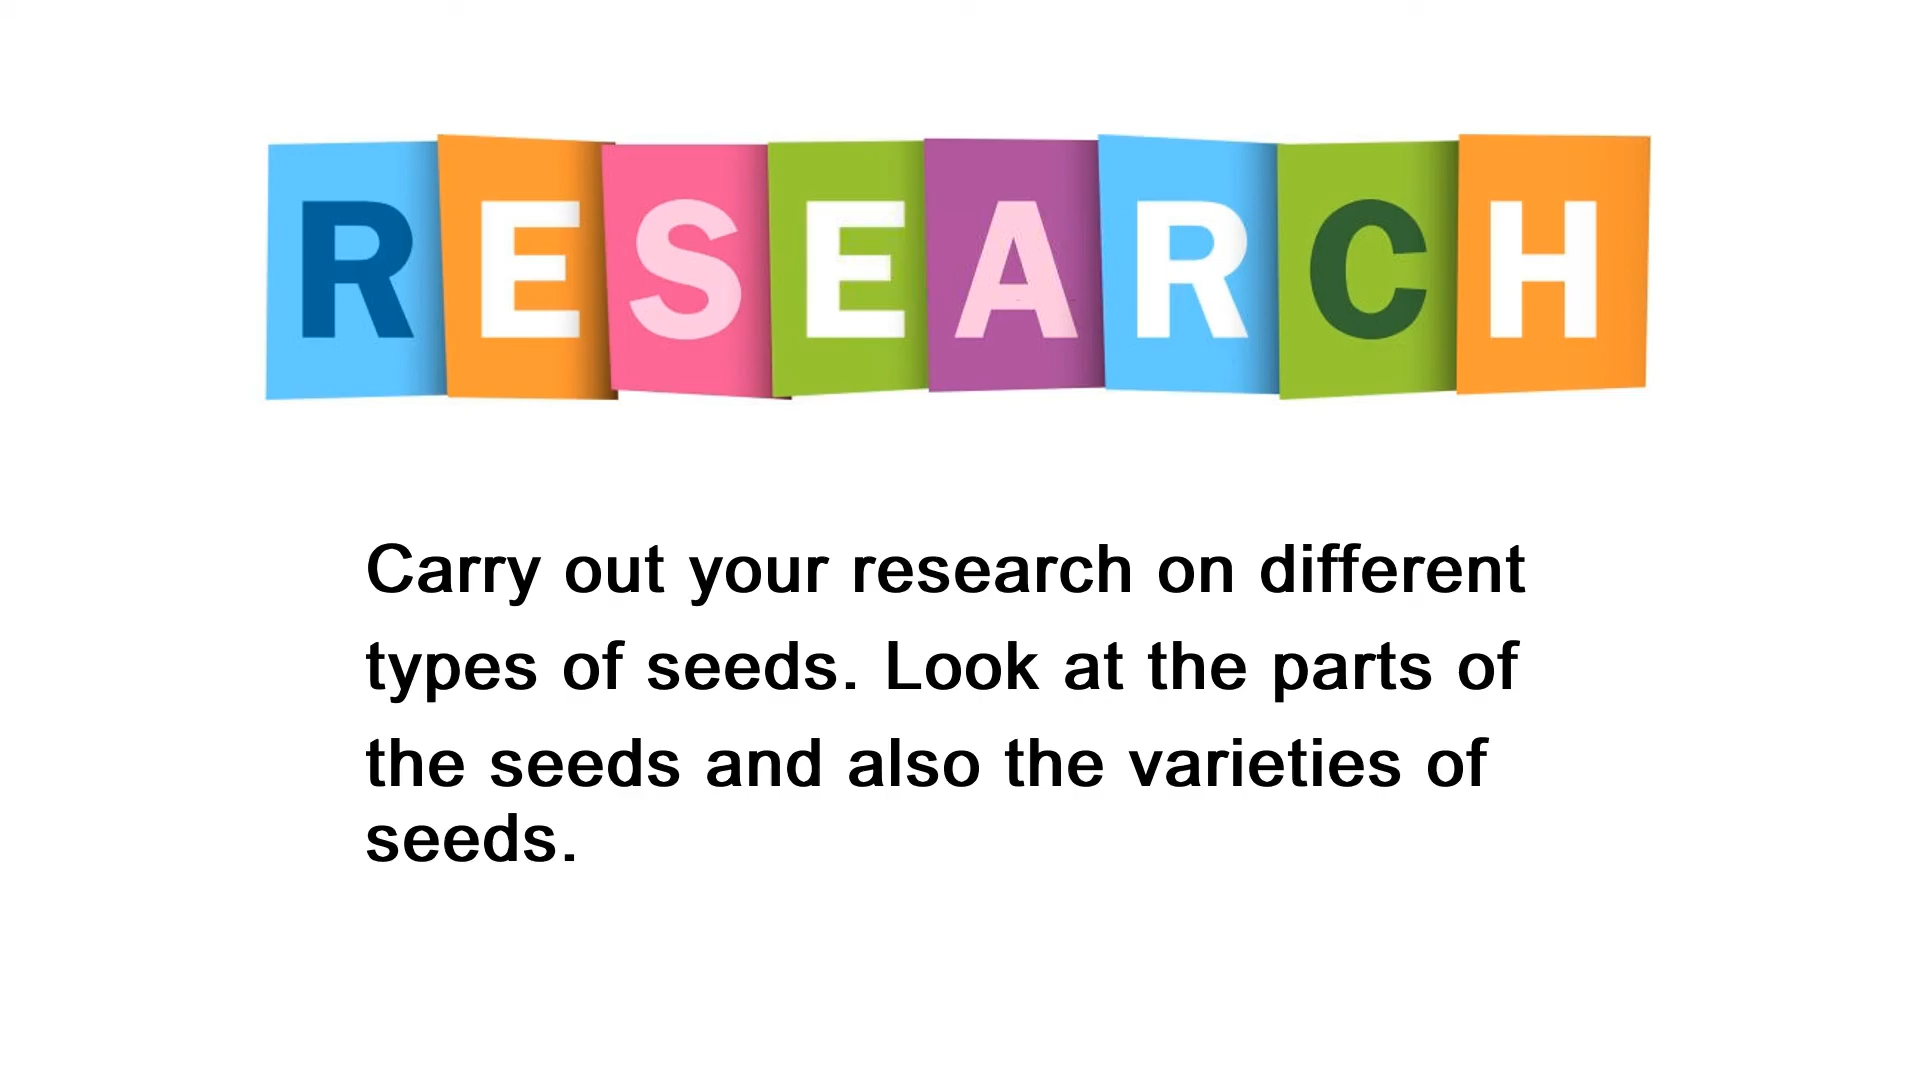 RESEARCH
Carry out your research on different
types of seeds. Look at the parts of
the seeds and also the varieties of
seeds.